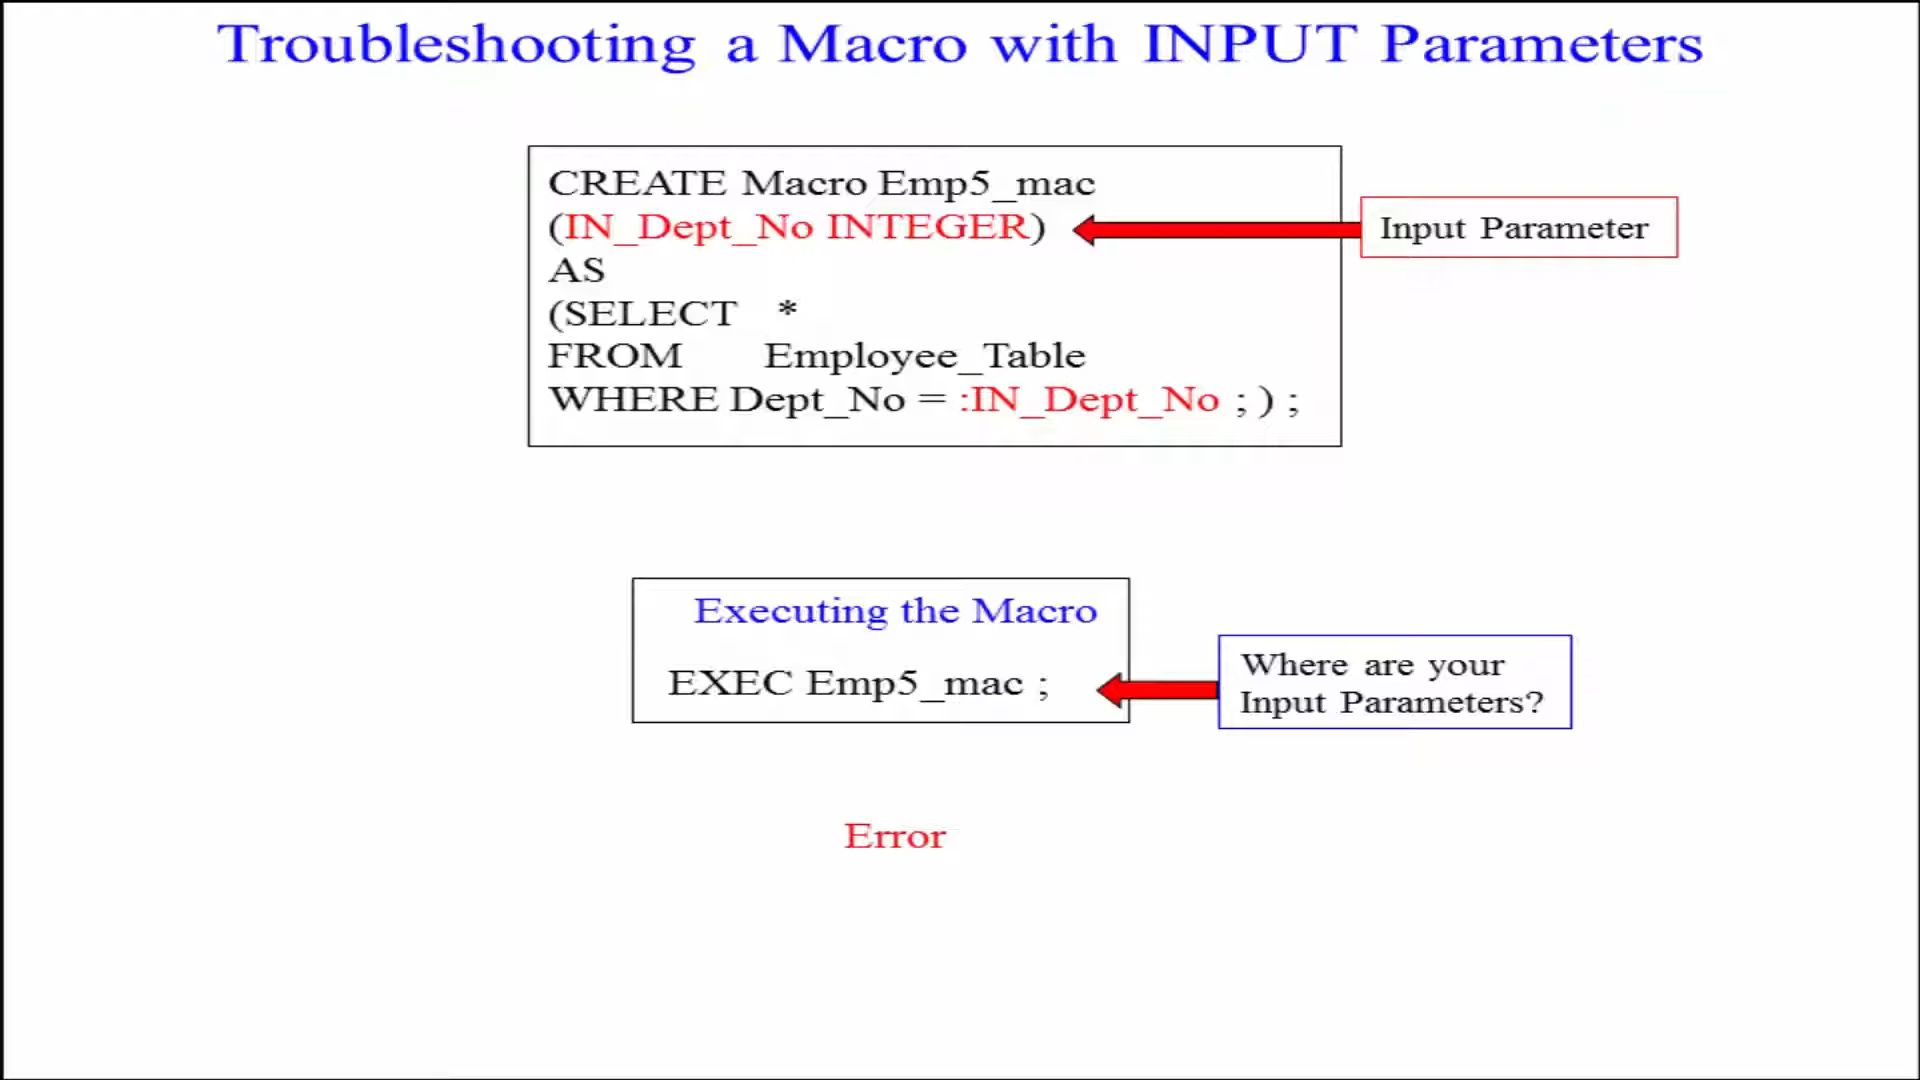 Troubleshooting a Macro with INPUT Parameters
CREATE Macro Emp5_mac
(IN_Dept_No INTEGER)
Input Parameter
AS
(SELECT *
FROM Employee_Table
WHERE Dept_No = :IN_Dept_No ; ) ;
Executing the Macro
EXEC Emp5_mac ;
Where are your
Input Parameters?
Error